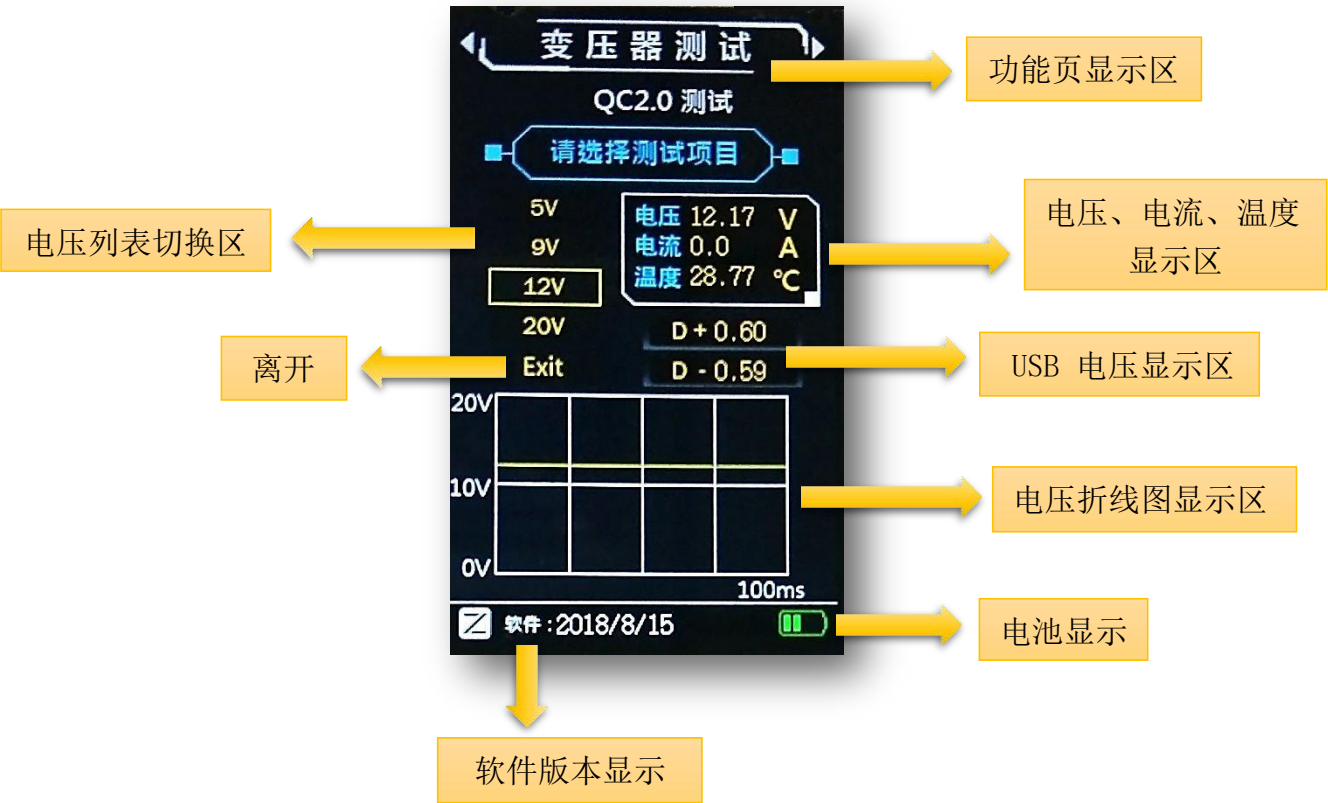 变压器测试
功能页显示区
QC2.0 测试
请选择测试项目
电压列表切换区
5V
9V
12V
20V
Exit
离开
电压 12.17 V
电流 0.0 A
温度 28.77 ℃
电压、电流、温度
显示区
D + 0.60
D - 0.59
USB 电压显示区
20V
10V
0V
100ms
电压折线图显示区
软件 : 2018/8/15
电池显示
软件版本显示